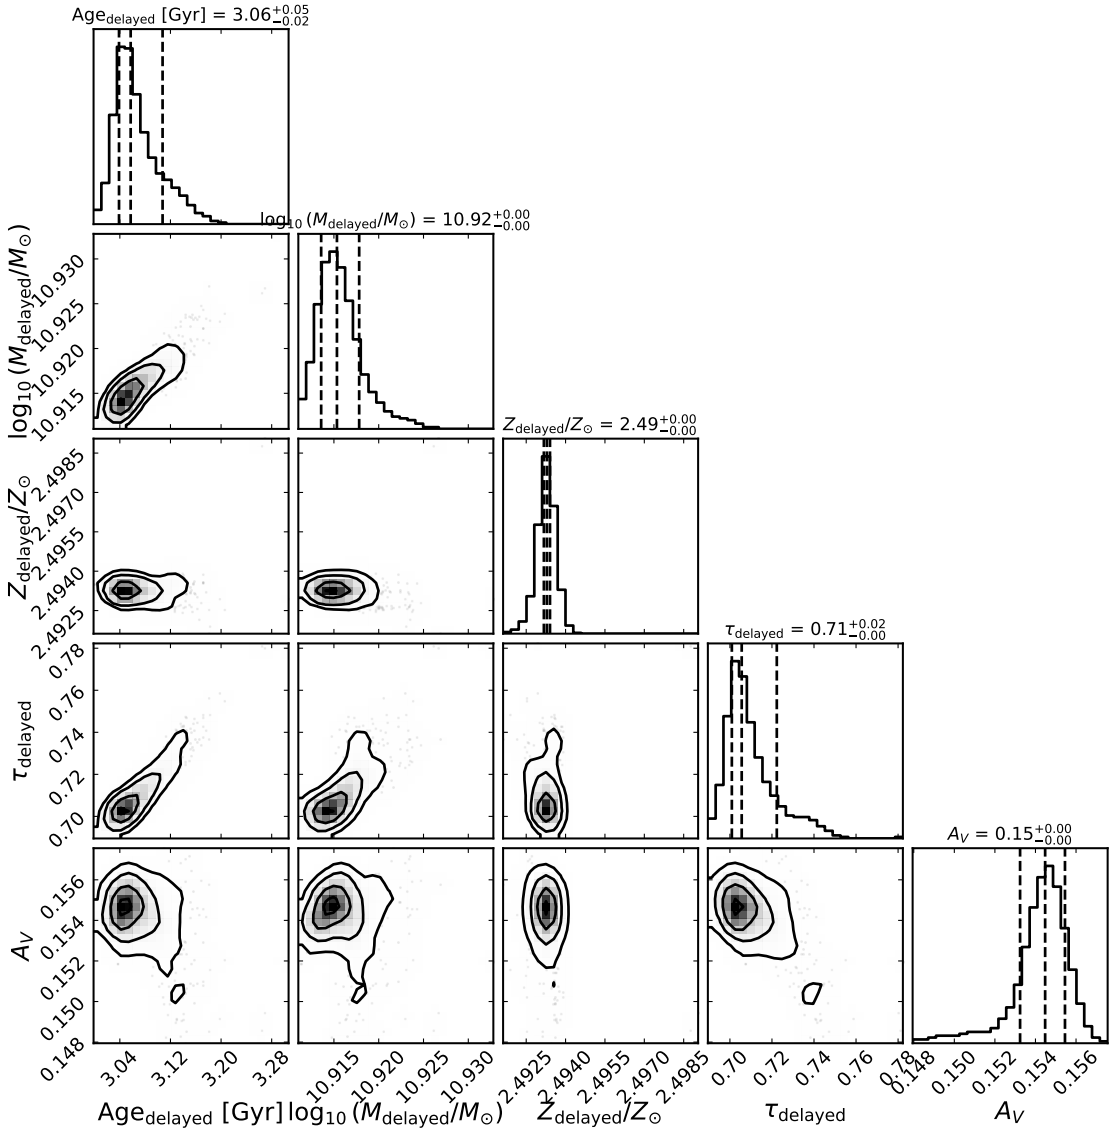 Age_delayed [Gyr] = 3.06^{+0.05}_{-0.02}
log₁₀(M_delayed/M_⊙) = 10.92^{+0.00}_{-0.00}
log₁₀(M_delayed/M_⊙)
10.930
10.925
10.920
10.915
Z_delayed/Z_⊙ = 2.49^{+0.00}_{-0.00}
Z_delayed/Z_⊙
2.4985
2.4970
2.4955
2.4940
2.4925
τ_delayed = 0.71^{+0.02}_{-0.00}
τ_delayed
0.78
0.76
0.74
0.72
0.70
A_V = 0.15^{+0.00}_{-0.00}
A_V
0.156
0.154
0.152
0.150
0.148
3.04 3.12 3.20 3.28 10.915 10.920 10.925 10.930 2.4925 2.4940 2.4955 2.4970 2.4985 0.70 0.72 0.74 0.76 0.78 0.148 0.150 0.152 0.154 0.156
Age_delayed [Gyr] log₁₀(M_delayed/M_⊙) Z_delayed/Z_⊙ τ_delayed A_V